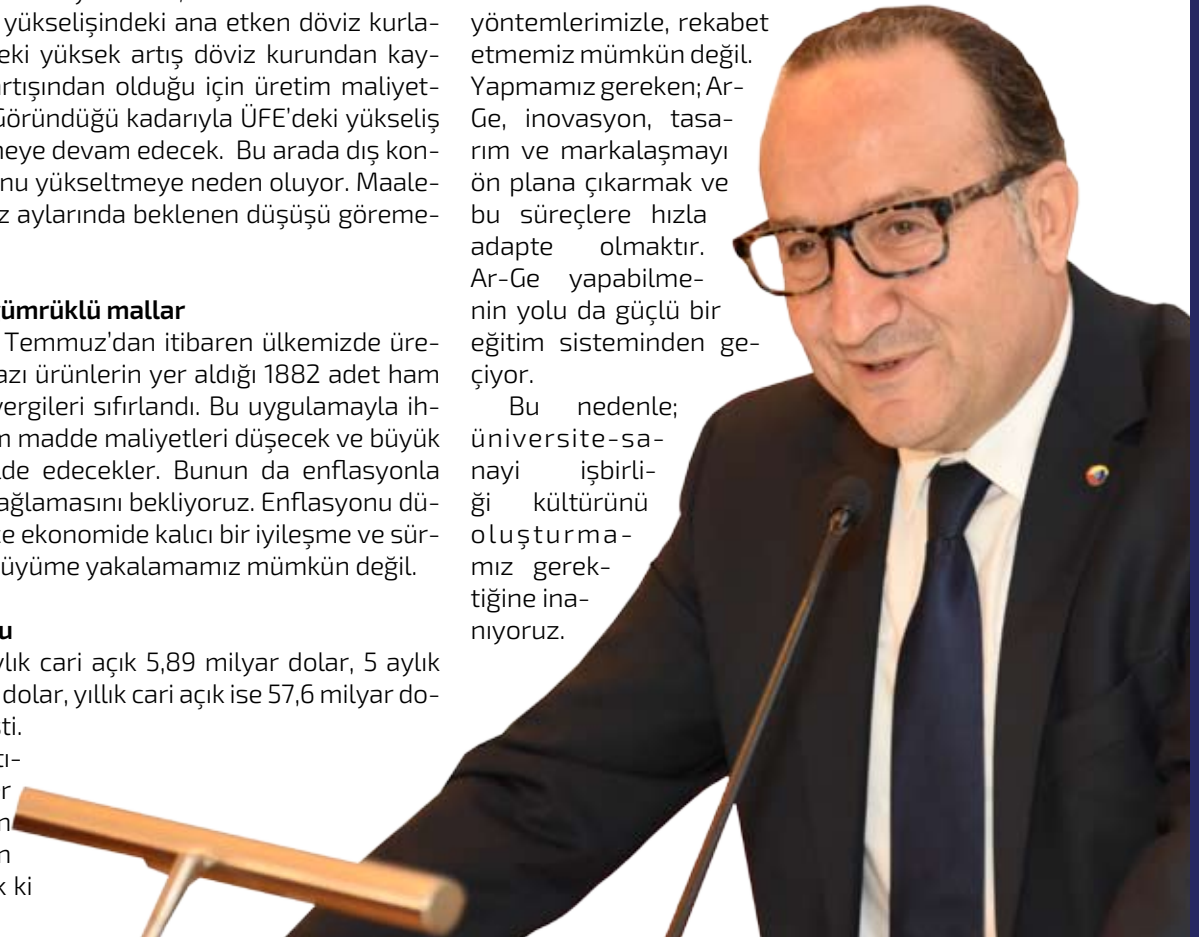 yükselişindeki ana etken döviz kurla-
eki yüksek artış döviz kurundan kay-
artışından olduğu için üretim maliyet-
Göründüğü kadarıyla ÜFE'deki yükseliş
meye devam edecek. Bu arada dış kon-
nu yükseltmeye neden oluyor. Maale-
z aylarında beklenen düşüşü göreme-
ümrüklü mallar
Temmuz'dan itibaren ülkemizde üre-
azı ürünlerin yer aldığı 1882 adet ham
vergileri sıfırlandı. Bu uygulamayla ih-
m madde maliyetleri düşecek ve büyük
lde edecekler. Bunun da enflasyonla
ağlamasını bekliyoruz. Enflasyonu dü-
e ekonomide kalıcı bir iyileşme ve sür-
üyüme yakalamamız mümkün değil.
u
ylık cari açık 5,89 milyar dolar, 5 aylık
dolar, yıllık cari açık ise 57,6 milyar do-
ti.
tı-
r
n
n
k ki
yöntemlerimizle, rekabet
etmemiz mümkün değil.
Yapmamız gereken; Ar-
Ge, inovasyon, tasa-
rım ve markalaşmayı
ön plana çıkarmak ve
bu süreçlere hızla
adapte olmaktır.
Ar-Ge yapabilme-
nin yolu da güçlü bir
eğitim sisteminden ge-
çiyor.
Bu nedenle;
üniversite-sa-
nayi işbirli-
ği kültürünü
oluşturma-
mız gerek-
tiğine ina-
nıyoruz.